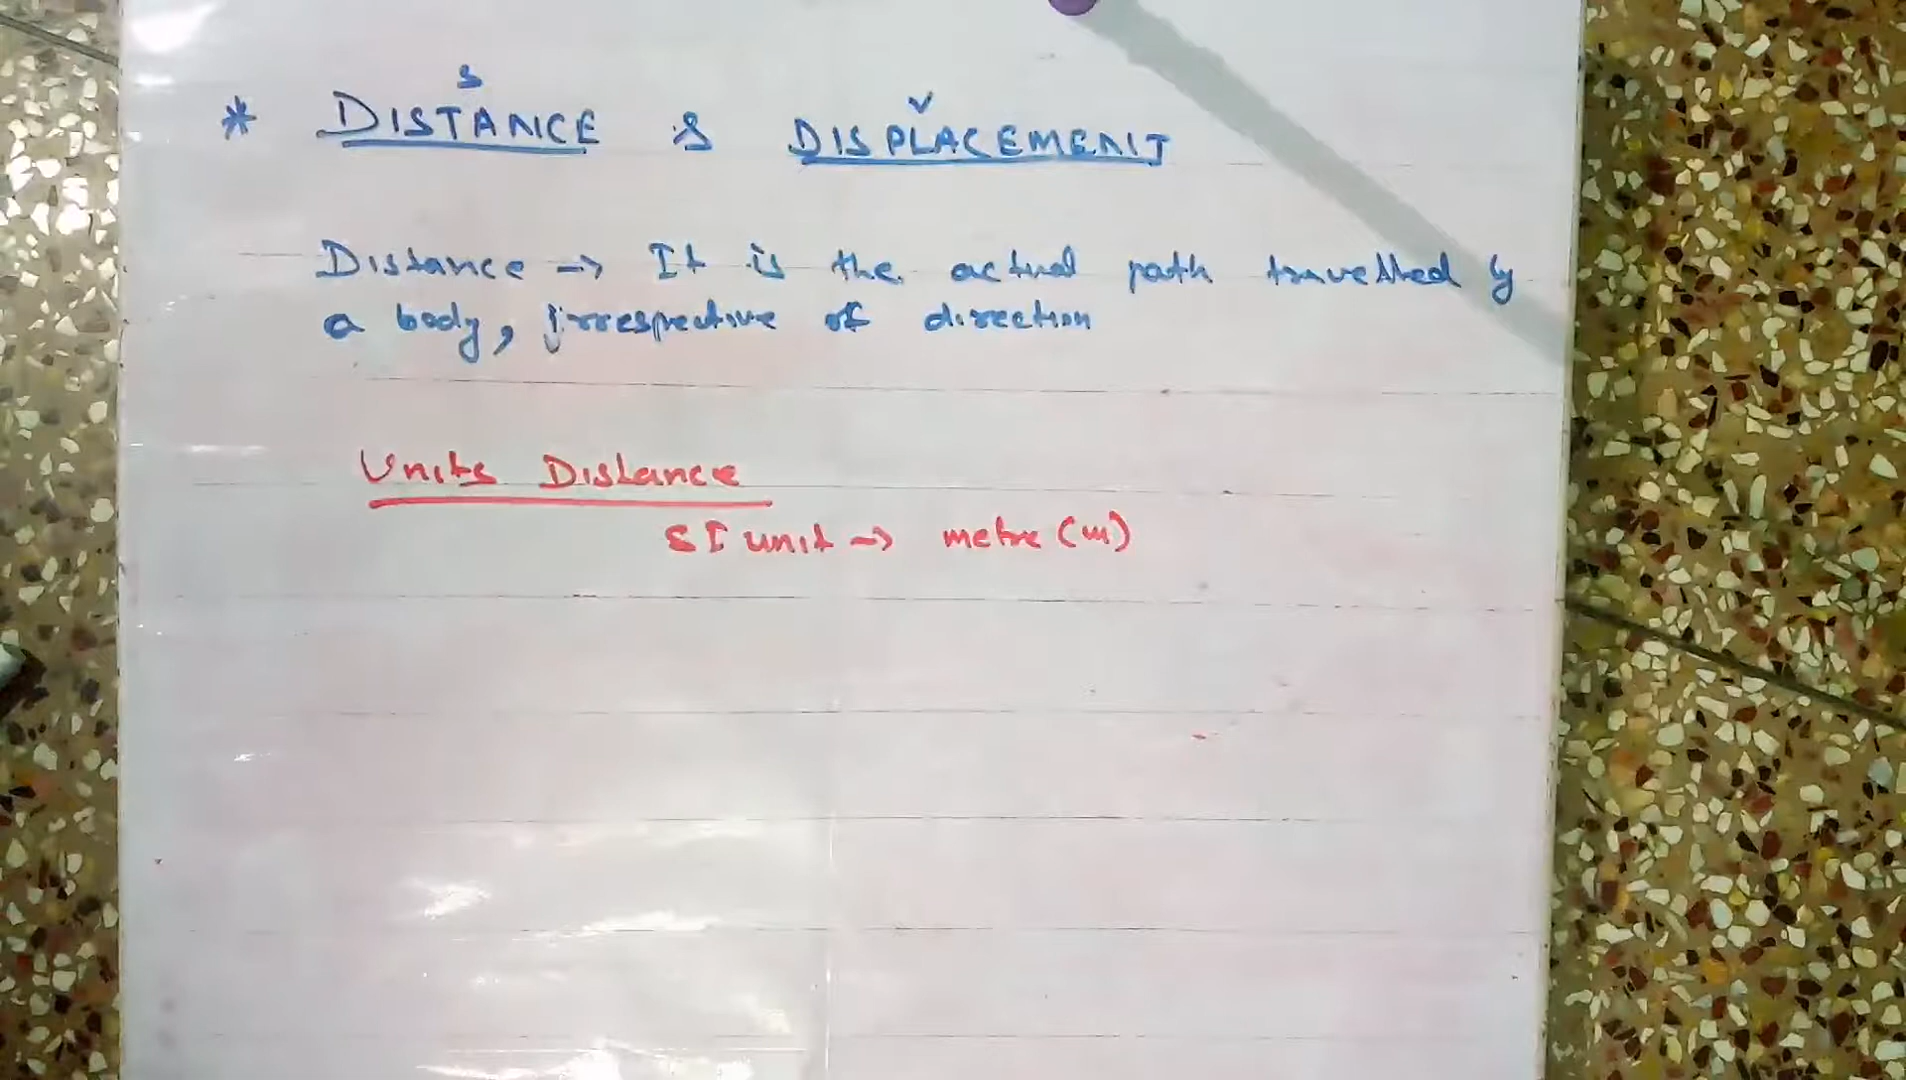 s v
* DISTANCE & DISPLACEMENT
Distance → It is the actual path travelled by
a body, irrespective of direction
Units Distance
SI unit → metre (m)